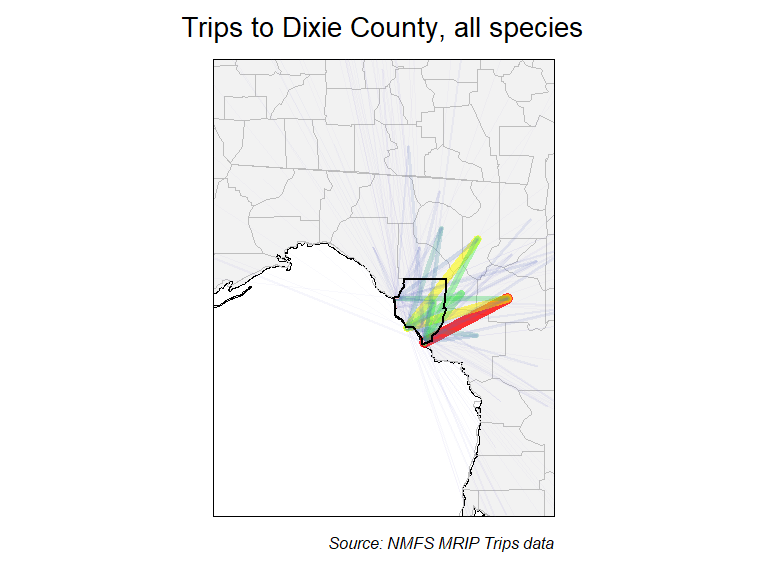 Trips to Dixie County, all species
Source: NMFS MRIP Trips data